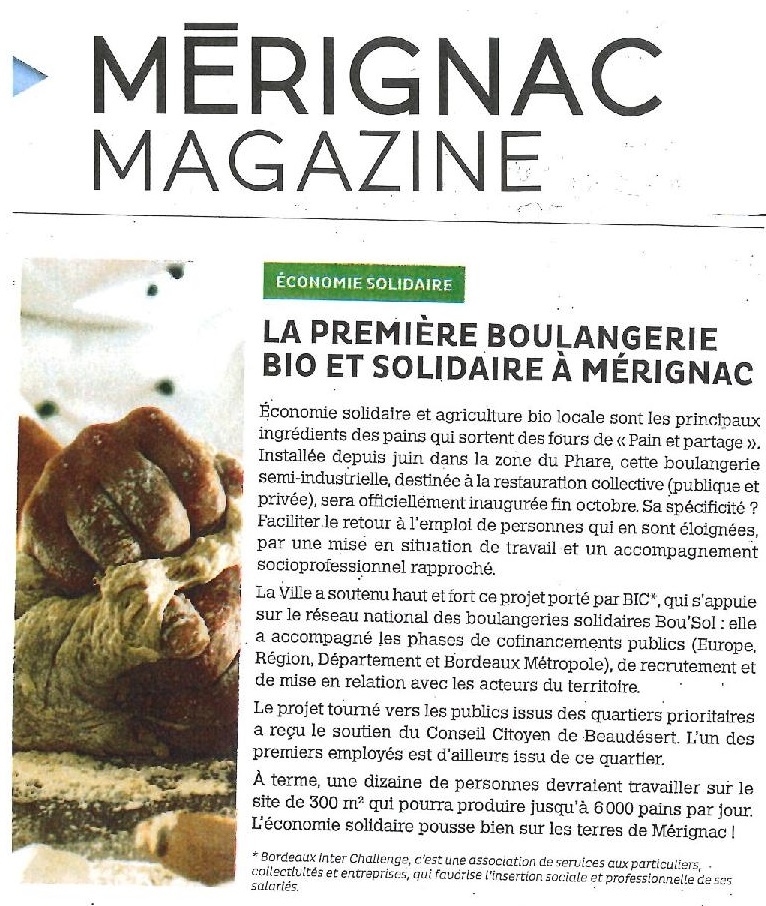 MÉRIGNAC
MAGAZINE
ÉCONOMIE SOLIDAIRE
LA PREMIÈRE BOULANGERIE
BIO ET SOLIDAIRE À MÉRIGNAC
Économie solidaire et agriculture bio locale sont les principaux
ingrédients des pains qui sortent des fours de « Pain et partage ».
Installée depuis juin dans la zone du Phare, cette boulangerie
semi-industrielle, destinée à la restauration collective (publique et
privée), sera officiellement inaugurée fin octobre. Sa spécificité ?
Faciliter le retour à l'emploi de personnes qui en sont éloignées,
par une mise en situation de travail et un accompagnement
socioprofessionnel rapproché.
La Ville a soutenu haut et fort ce projet porté par BIC*, qui s'appuie
sur le réseau national des boulangeries solidaires Bou'Sol : elle
a accompagné les phases de cofinancements publics (Europe,
Région, Département et Bordeaux Métropole), de recrutement et
de mise en relation avec les acteurs du territoire.
Le projet tourné vers les publics issus des quartiers prioritaires
a reçu le soutien du Conseil Citoyen de Beaudésert. L'un des
premiers employés est d'ailleurs issu de ce quartier.
À terme, une dizaine de personnes devraient travailler sur le
site de 300 m² qui pourra produire jusqu'à 6 000 pains par jour.
L'économie solidaire pousse bien sur les terres de Mérignac !
* Bordeaux Inter Challenge, c'est une association de services aux particuliers,
collectivités et entreprises, qui favorise l'insertion sociale et professionnelle de ses
salariés.